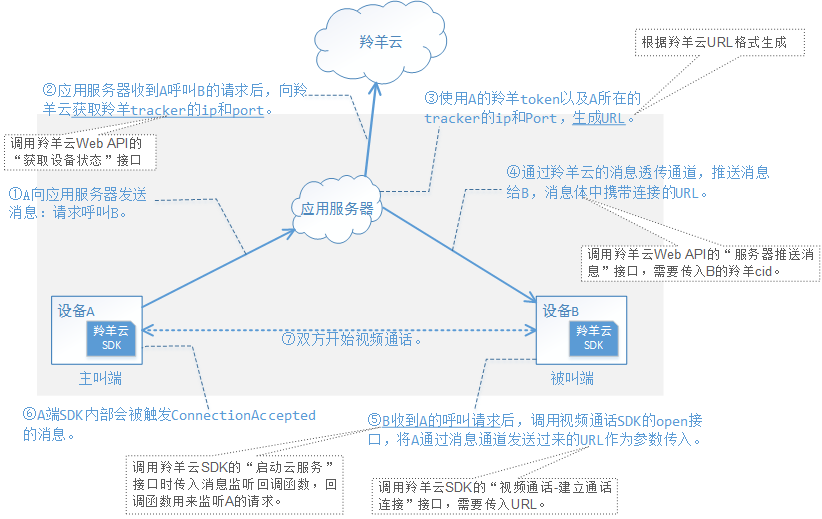 羚羊云
根据羚羊云URL格式生成
②应用服务器收到A呼叫B的请求后，向羚
羊云获取羚羊tracker的ip和port。
③使用A的羚羊token以及A所在的
tracker的ip和Port，生成URL。
调用羚羊云Web API的
“获取设备状态”接口
④通过羚羊云的消息透传通道，推送消息
给B，消息体中携带连接的URL。
①A向应用服务器发送
消息：请求呼叫B。
应用服务器
调用羚羊云Web API的“服务器推送消
息”接口，需要传入B的羚羊cid。
设备A
羚羊云
SDK
主叫端
设备B
羚羊云
SDK
被叫端
⑦双方开始视频通话。
⑥A端SDK内部会被触发ConnectionAccepted
的消息。
⑤B收到A的呼叫请求后，调用视频通话SDK的open接
口，将A通过消息通道发送过来的URL作为参数传入。
调用羚羊云SDK的“启动云服务”
接口时传入消息监听回调函数，回
调函数用来监听A的请求。
调用羚羊云SDK的“视频通话-建立通话
连接”接口，需要传入URL。